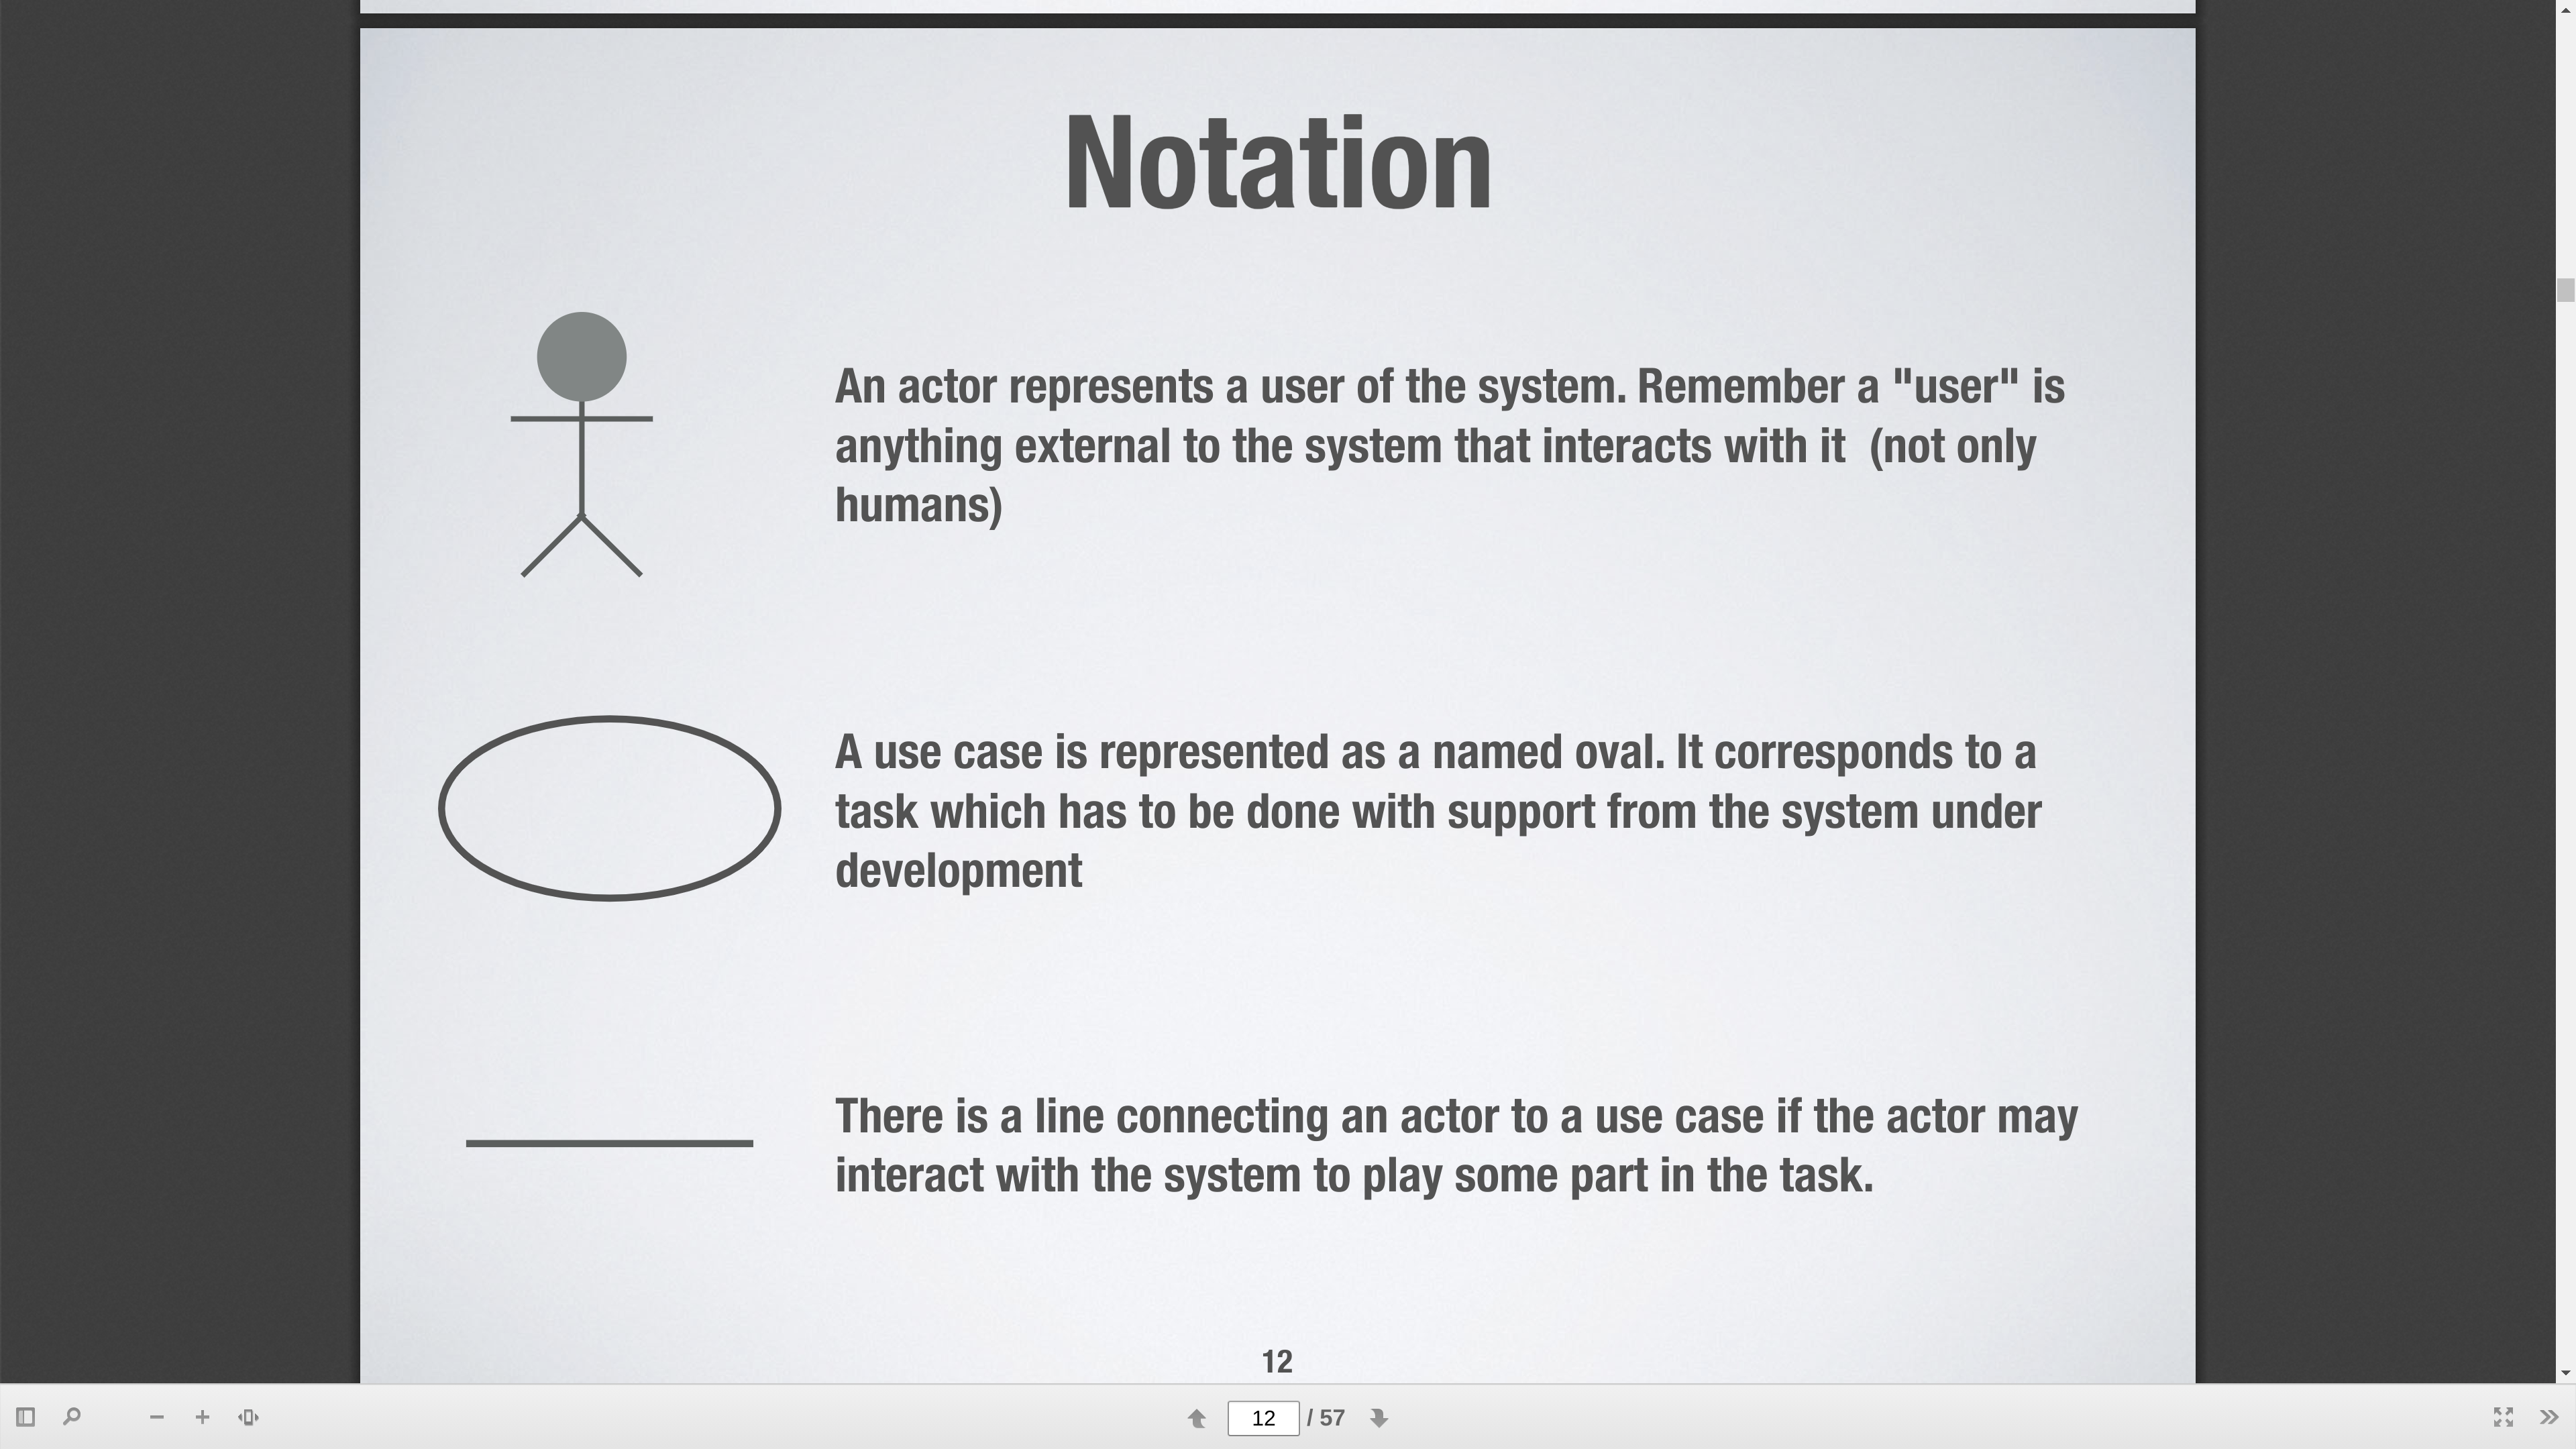 Notation
An actor represents a user of the system. Remember a "user" is
anything external to the system that interacts with it  (not only
humans)
A use case is represented as a named oval. It corresponds to a
task which has to be done with support from the system under
development
There is a line connecting an actor to a use case if the actor may
interact with the system to play some part in the task.
12
12 / 57